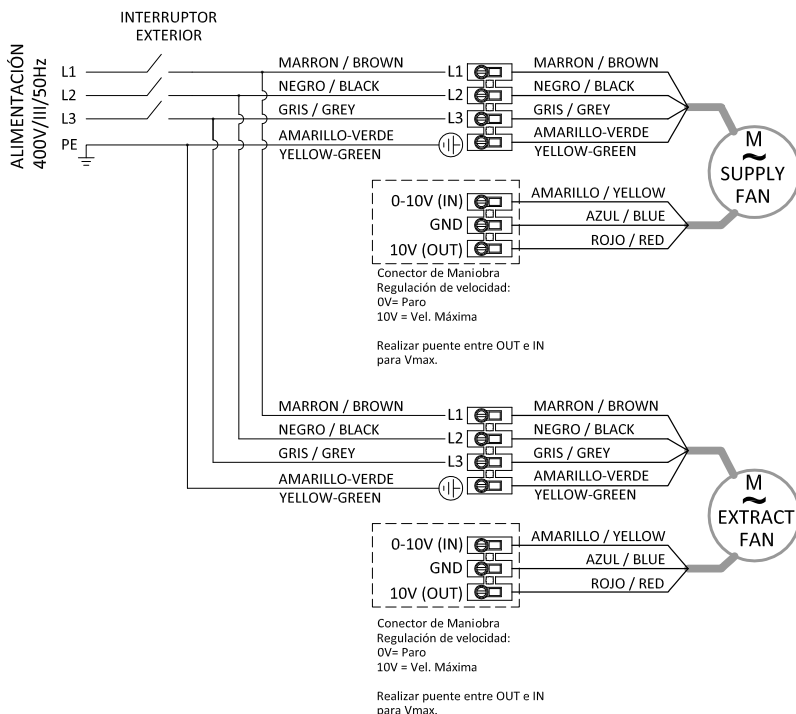 INTERRUPTOR
EXTERIOR
ALIMENTACIÓN
400V/III/50Hz
L1
L2
L3
PE
MARRON / BROWN
NEGRO / BLACK
GRIS / GREY
AMARILLO-VERDE
YELLOW-GREEN
L1
L2
L3
MARRON / BROWN
NEGRO / BLACK
GRIS / GREY
AMARILLO-VERDE
YELLOW-GREEN
M
~
SUPPLY
FAN
0-10V (IN)
GND
10V (OUT)
AMARILLO / YELLOW
AZUL / BLUE
ROJO / RED
Conector de Maniobra
Regulación de velocidad:
0V= Paro
10V = Vel. Máxima
Realizar puente entre OUT e IN
para Vmax.
MARRON / BROWN
NEGRO / BLACK
GRIS / GREY
AMARILLO-VERDE
YELLOW-GREEN
L1
L2
L3
MARRON / BROWN
NEGRO / BLACK
GRIS / GREY
AMARILLO-VERDE
YELLOW-GREEN
M
~
EXTRACT
FAN
0-10V (IN)
GND
10V (OUT)
AMARILLO / YELLOW
AZUL / BLUE
ROJO / RED
Conector de Maniobra
Regulación de velocidad:
0V= Paro
10V = Vel. Máxima
Realizar puente entre OUT e IN
para Vmax.